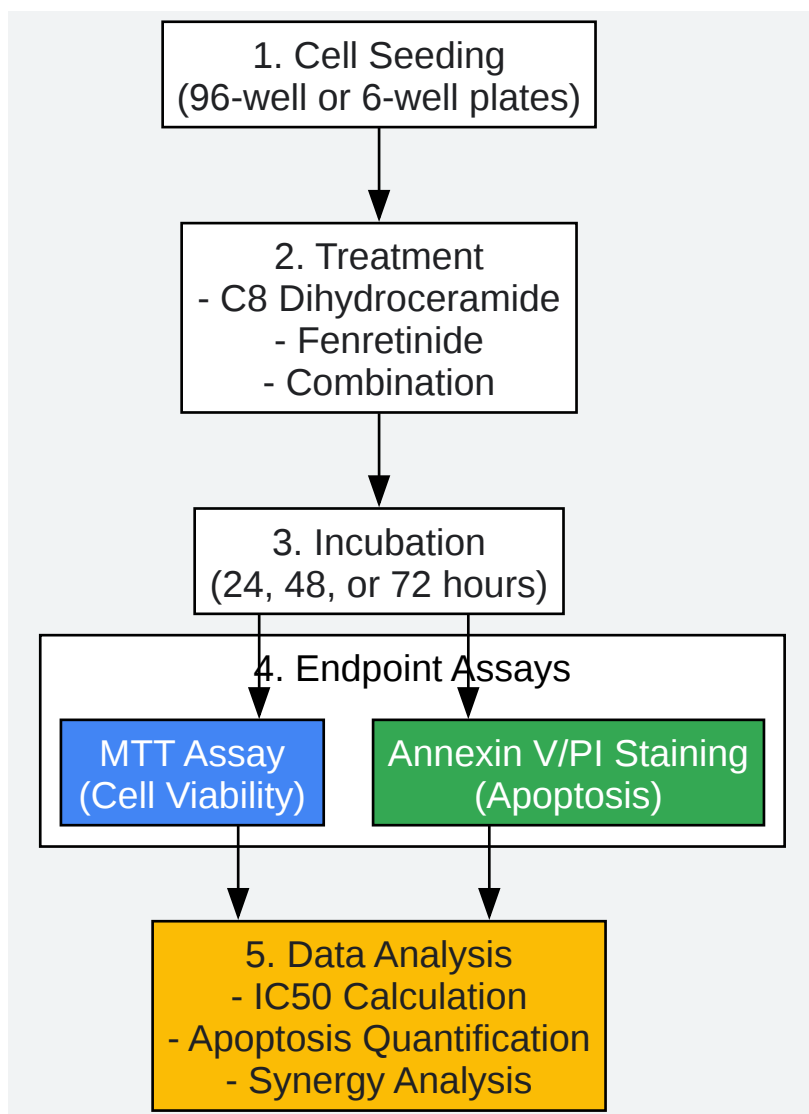 1. Cell Seeding
(96-well or 6-well plates)
2. Treatment
- C8 Dihydroceramide
- Fenretinide
- Combination
3. Incubation
(24, 48, or 72 hours)
4. Endpoint Assays
MTT Assay
(Cell Viability)
Annexin V/PI Staining
(Apoptosis)
5. Data Analysis
- IC50 Calculation
- Apoptosis Quantification
- Synergy Analysis